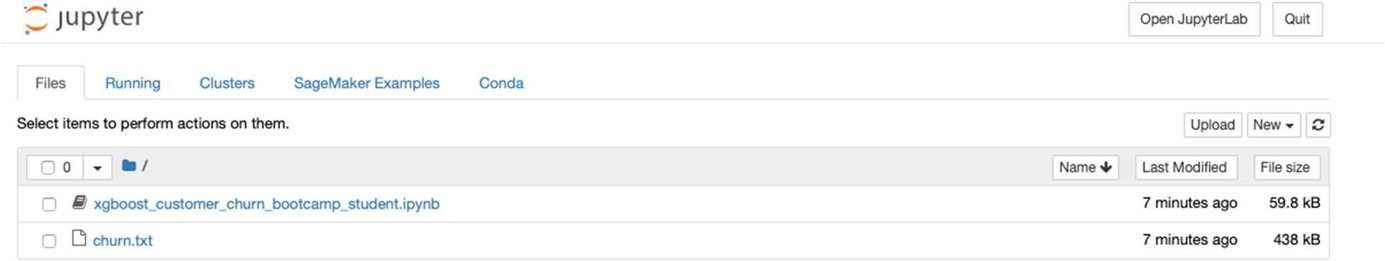 jupyter Open JupyterLab Quit
Files Running Clusters SageMaker Examples Conda
Select items to perform actions on them. Upload New
0 / Name Last Modified File size
xgboost_customer_churn_bootcamp_student.ipynb 7 minutes ago 59.8 kB
churn.txt 7 minutes ago 438 kB